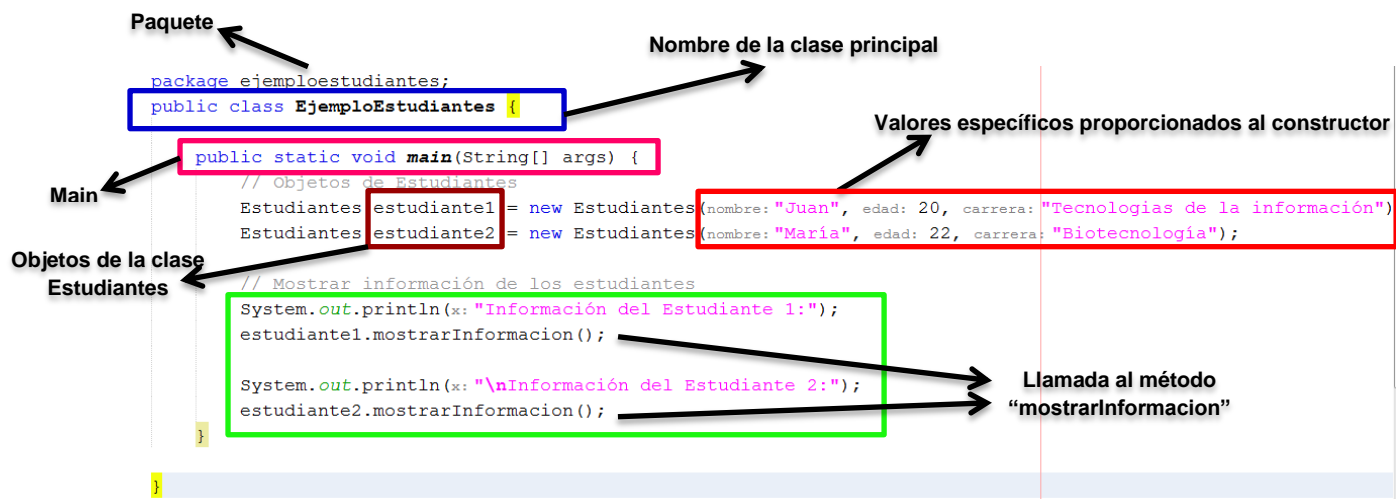 Paquete
Nombre de la clase principal
package ejemploestudiantes;
public class EjemploEstudiantes {
Valores específicos proporcionados al constructor
public static void main(String[] args) {
Main
// Objetos de Estudiantes
Estudiantes estudiante1 = new Estudiantes(nombre: "Juan", edad: 20, carrera: "Tecnologias de la información")
Estudiantes estudiante2 = new Estudiantes(nombre: "María", edad: 22, carrera: "Biotecnología");
Objetos de la clase
Estudiantes
// Mostrar información de los estudiantes
System.out.println(x: "Información del Estudiante 1:");
estudiante1.mostrarInformacion();
System.out.println(x: "\nInformación del Estudiante 2:");
estudiante2.mostrarInformacion();
Llamada al método
“mostrarInformacion”
}
}